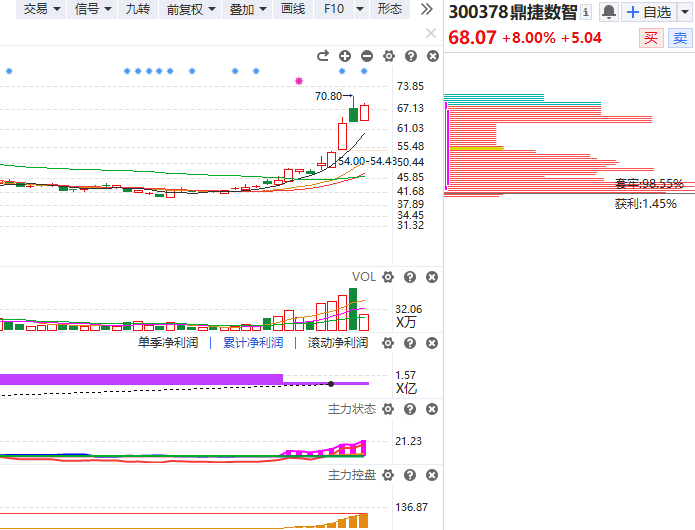 交易 信号 九转 前复权 叠加 画线 F10 形态
300378鼎捷数智 自选
68.07 +8.00% +5.04 买 卖
70.80
73.85
67.13
61.03
55.48
54.00-54.43
50.44
45.85
41.68
37.89
34.45
31.32
套牢:98.55%
获利:1.45%
VOL
32.06
X万
单季净利润 | 累计净利润 | 滚动净利润
1.57
X亿
主力状态
21.23
主力控盘
136.87